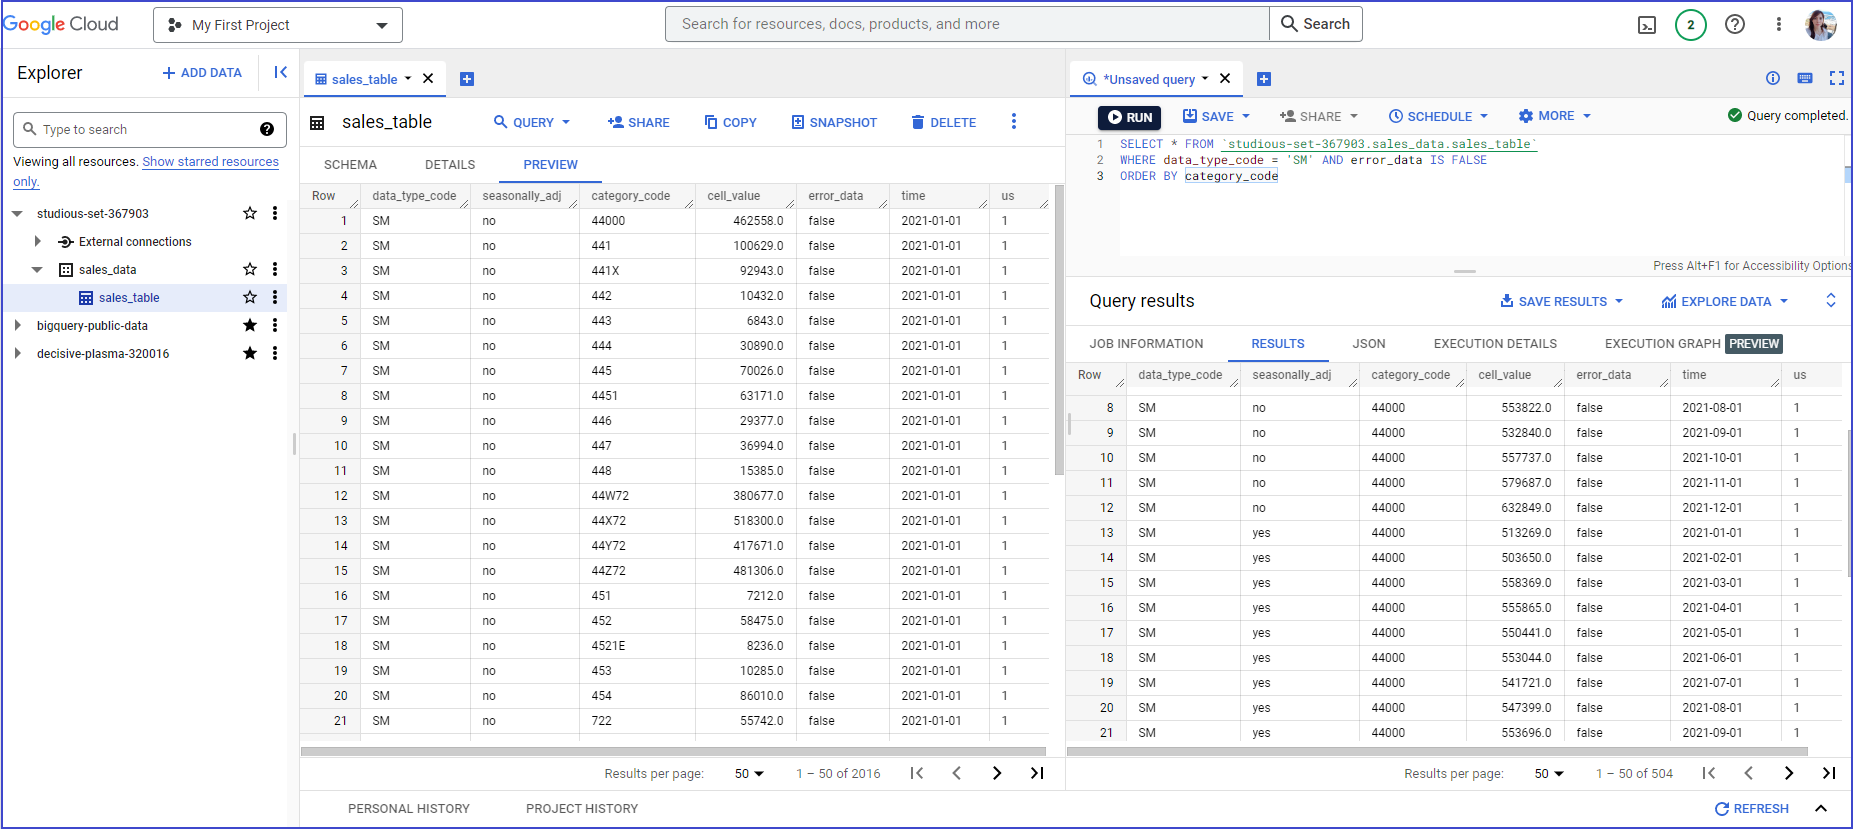 Google Cloud
My First Project
Search for resources, docs, products, and more
Search
2
Explorer
ADD DATA
Type to search
Viewing all resources. Show starred resources
only.
studious-set-367903
External connections
sales_data
sales_table
bigquery-public-data
decisive-plasma-320016
sales_table
sales_table
QUERY
SHARE
COPY
SNAPSHOT
DELETE
SCHEMA DETAILS PREVIEW
Row data_type_code seasonally_adj category_code cell_value error_data time us
1 SM no 44000 462558.0 false 2021-01-01 1
2 SM no 441 100629.0 false 2021-01-01 1
3 SM no 441X 92943.0 false 2021-01-01 1
4 SM no 442 10432.0 false 2021-01-01 1
5 SM no 443 6843.0 false 2021-01-01 1
6 SM no 444 30890.0 false 2021-01-01 1
7 SM no 445 70026.0 false 2021-01-01 1
8 SM no 4451 63171.0 false 2021-01-01 1
9 SM no 446 29377.0 false 2021-01-01 1
10 SM no 447 36994.0 false 2021-01-01 1
11 SM no 448 15385.0 false 2021-01-01 1
12 SM no 44W72 380677.0 false 2021-01-01 1
13 SM no 44X72 518300.0 false 2021-01-01 1
14 SM no 44Y72 417671.0 false 2021-01-01 1
15 SM no 44Z72 481306.0 false 2021-01-01 1
16 SM no 451 7212.0 false 2021-01-01 1
17 SM no 452 58475.0 false 2021-01-01 1
18 SM no 4521E 8236.0 false 2021-01-01 1
19 SM no 453 10285.0 false 2021-01-01 1
20 SM no 454 86010.0 false 2021-01-01 1
21 SM no 722 55742.0 false 2021-01-01 1
Results per page: 50 1 – 50 of 2016
*Unsaved query
RUN
SAVE
SHARE
SCHEDULE
MORE
Query completed.
1 SELECT * FROM `studious-set-367903.sales_data.sales_table`
2 WHERE data_type_code = 'SM' AND error_data IS FALSE
3 ORDER BY category_code
Press Alt+F1 for Accessibility Options
Query results
SAVE RESULTS
EXPLORE DATA
JOB INFORMATION RESULTS JSON EXECUTION DETAILS EXECUTION GRAPH PREVIEW
Row data_type_code seasonally_adj category_code cell_value error_data time us
8 SM no 44000 553822.0 false 2021-08-01 1
9 SM no 44000 532840.0 false 2021-09-01 1
10 SM no 44000 557737.0 false 2021-10-01 1
11 SM no 44000 579687.0 false 2021-11-01 1
12 SM no 44000 632849.0 false 2021-12-01 1
13 SM yes 44000 513269.0 false 2021-01-01 1
14 SM yes 44000 503650.0 false 2021-02-01 1
15 SM yes 44000 558369.0 false 2021-03-01 1
16 SM yes 44000 555865.0 false 2021-04-01 1
17 SM yes 44000 550441.0 false 2021-05-01 1
18 SM yes 44000 553044.0 false 2021-06-01 1
19 SM yes 44000 541721.0 false 2021-07-01 1
20 SM yes 44000 547399.0 false 2021-08-01 1
21 SM yes 44000 553696.0 false 2021-09-01 1
Results per page: 50 1 – 50 of 504
PERSONAL HISTORY PROJECT HISTORY
REFRESH